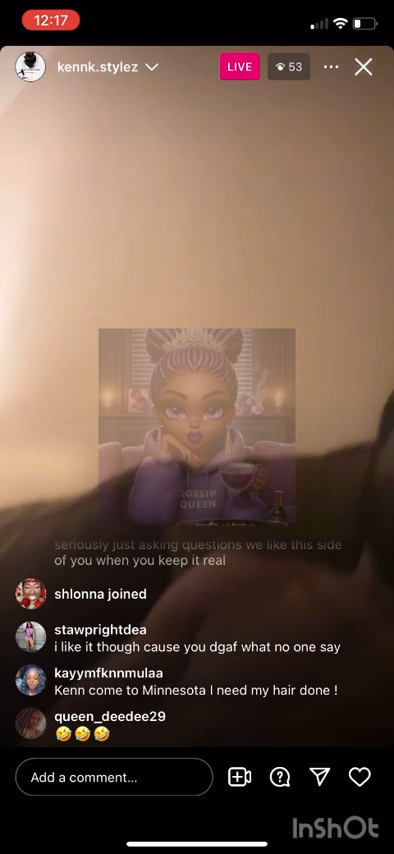 12:17
kennk.stylez
LIVE
53
GOSSIP
QUEEN
seriously just asking questions we like this side
of you when you keep it real
shlonna joined
stawprightdea
i like it though cause you dgaf what no one say
kayymfknnmulaa
Kenn come to Minnesota I need my hair done !
queen_deedee29
🤣🤣🤣
Add a comment...
InShOt